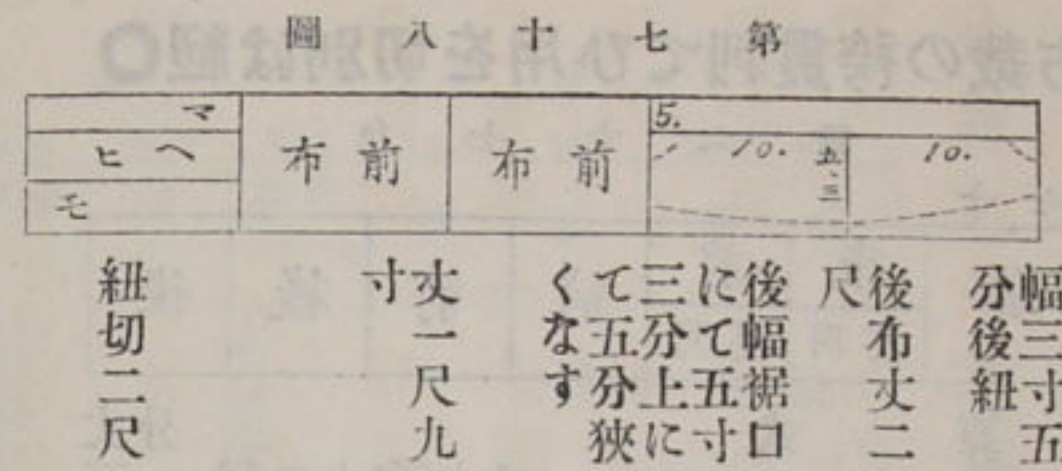 第七十八圖
5.
10.
10.
五、三
前布
前布
マ
ヘヒ
モ
幅三寸五
分後紐
後布丈二
尺
後幅裾口
にて五寸
三分上に
て五分狹
くなす
丈一尺九
寸
紐切二尺